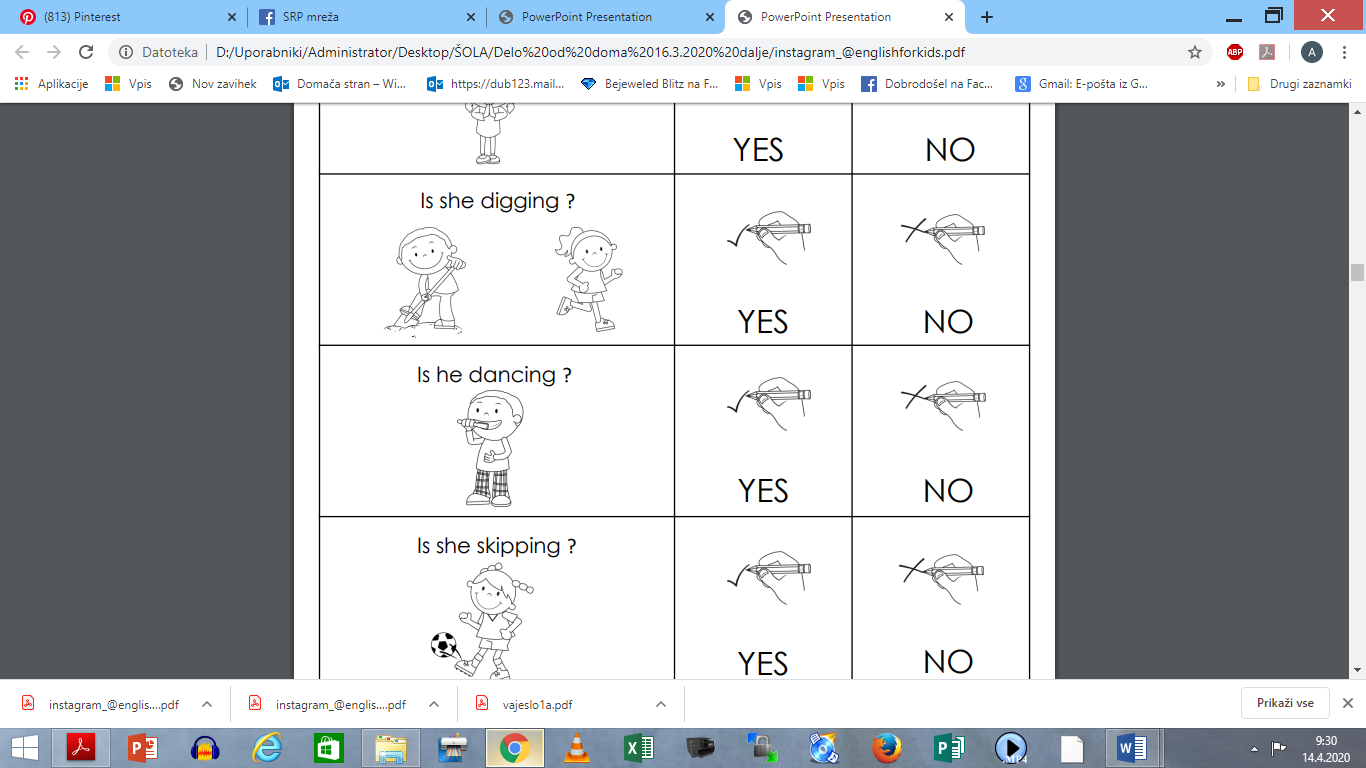 (813) Pinterest
SRP mreža
PowerPoint Presentation
PowerPoint Presentation
Datoteka
D:/Uporabniki/Administrator/Desktop/ŠOLA/Delo%20od%20doma%2016.3.2020%20dalje/instagram_@englishforkids.pdf
ABP
A
Aplikacije
Vpis
Nov zavihek
Domača stran – Wi...
https://dub123.mail...
Bejeweled Blitz na F...
Vpis
Vpis
Dobrodošel na Fac...
Gmail: E-pošta iz G...
»
Drugi zaznamki
YES NO
Is she digging ?
YES NO
Is he dancing ?
YES NO
Is she skipping ?
YES NO
instagram_@englis....pdf
instagram_@englis....pdf
vajeslo1a.pdf
Prikaži vse
MP4
9:30
14.4.2020